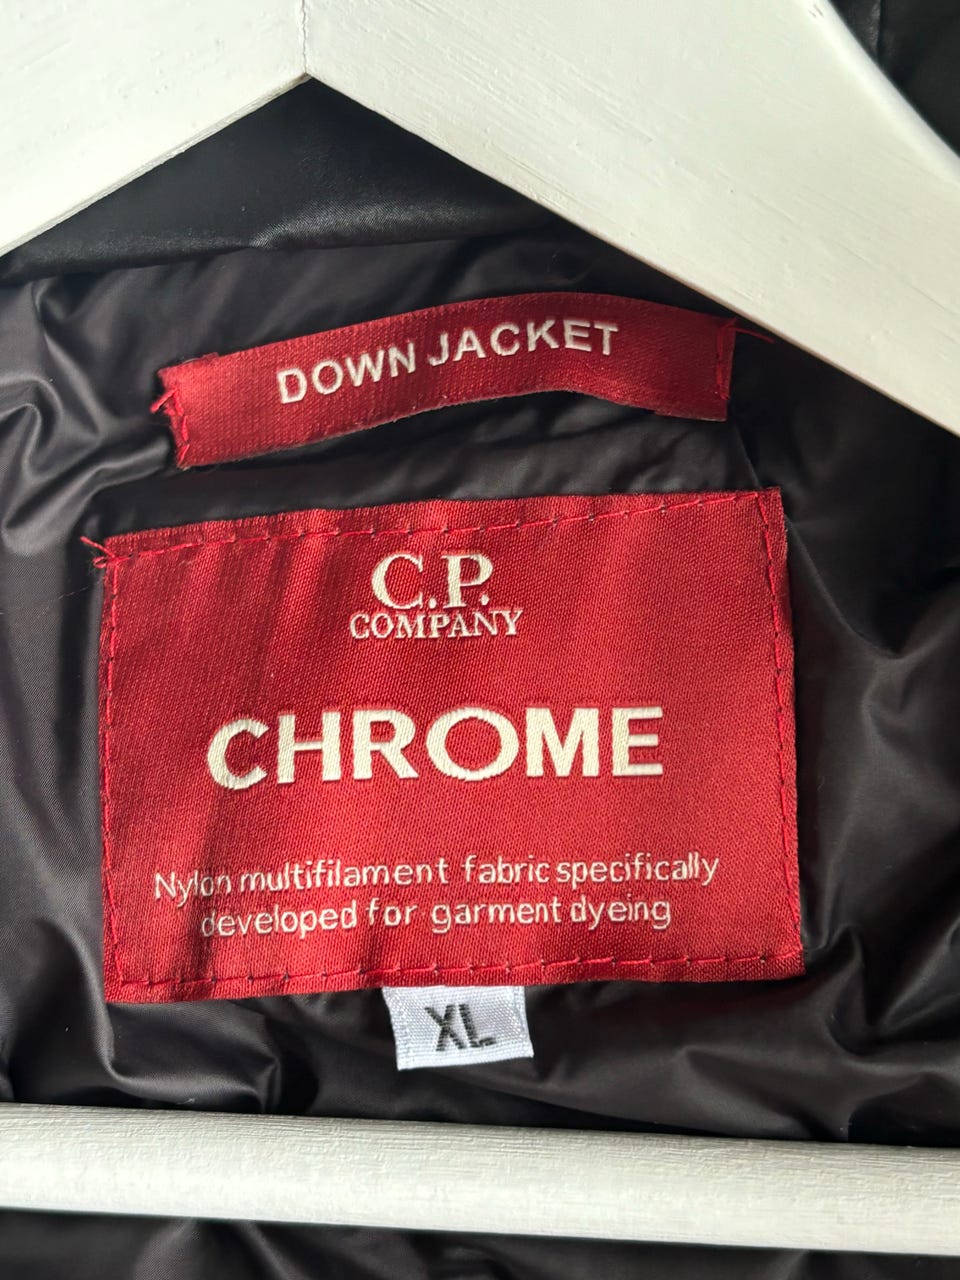 DOWN JACKET
C.P.
COMPANY
CHROME
Nylon multifilament fabric specifically
developed for garment dyeing
XL